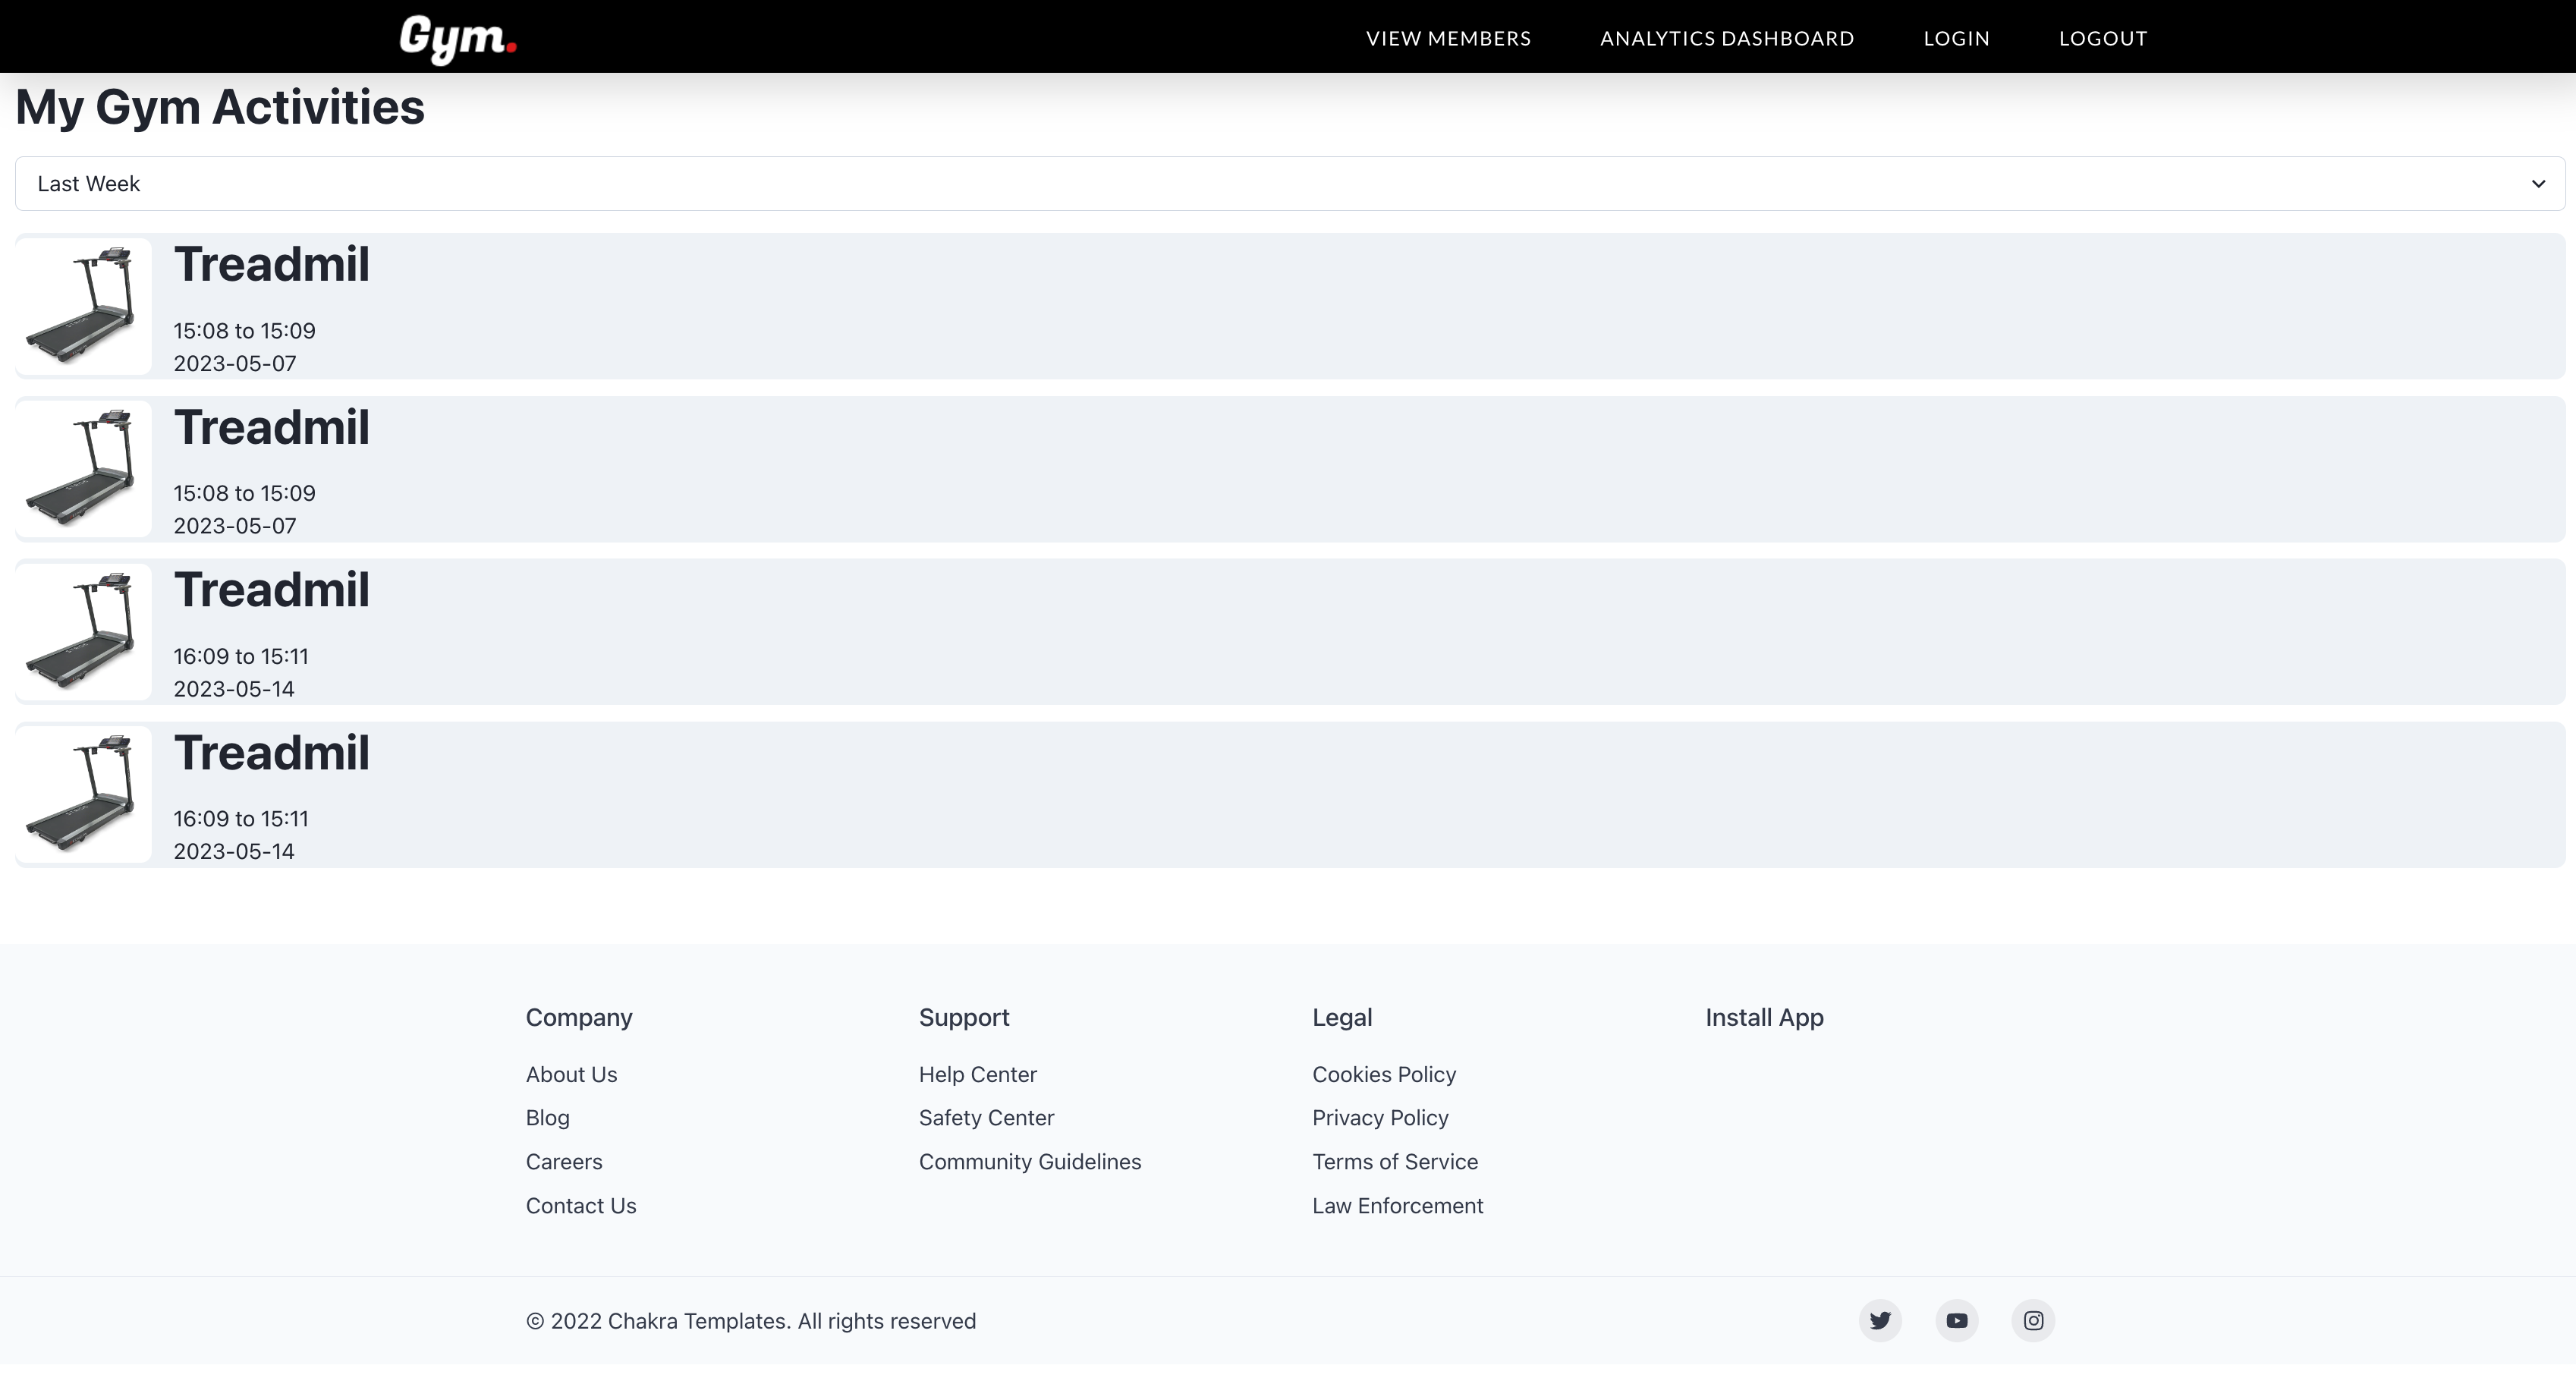 Gym.
VIEW MEMBERS
ANALYTICS DASHBOARD
LOGIN
LOGOUT
My Gym Activities
Last Week
Treadmil
15:08 to 15:09
2023-05-07
Treadmil
15:08 to 15:09
2023-05-07
Treadmil
16:09 to 15:11
2023-05-14
Treadmil
16:09 to 15:11
2023-05-14
Company
About Us
Blog
Careers
Contact Us
Support
Help Center
Safety Center
Community Guidelines
Legal
Cookies Policy
Privacy Policy
Terms of Service
Law Enforcement
Install App
© 2022 Chakra Templates. All rights reserved